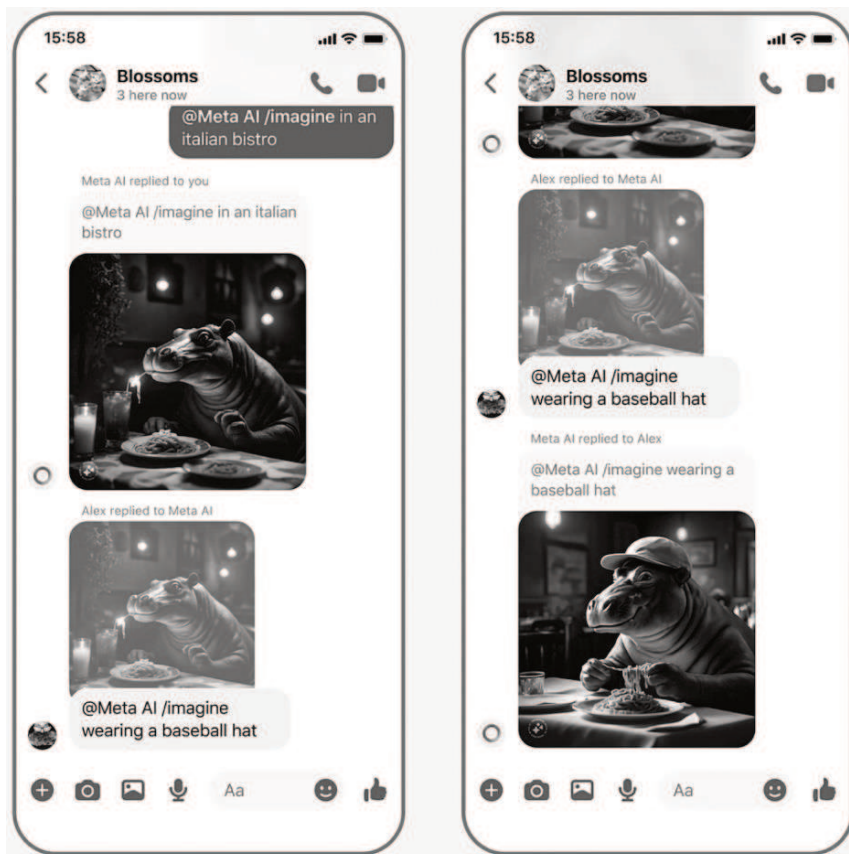 15:58
Blossoms
3 here now
@Meta AI /imagine in an
italian bistro
Meta AI replied to you
@Meta AI /imagine in an italian
bistro
Alex replied to Meta AI
@Meta AI /imagine
wearing a baseball hat
Aa
15:58
Blossoms
3 here now
Alex replied to Meta AI
@Meta AI /imagine
wearing a baseball hat
Meta AI replied to Alex
@Meta AI /imagine wearing a
baseball hat
Aa